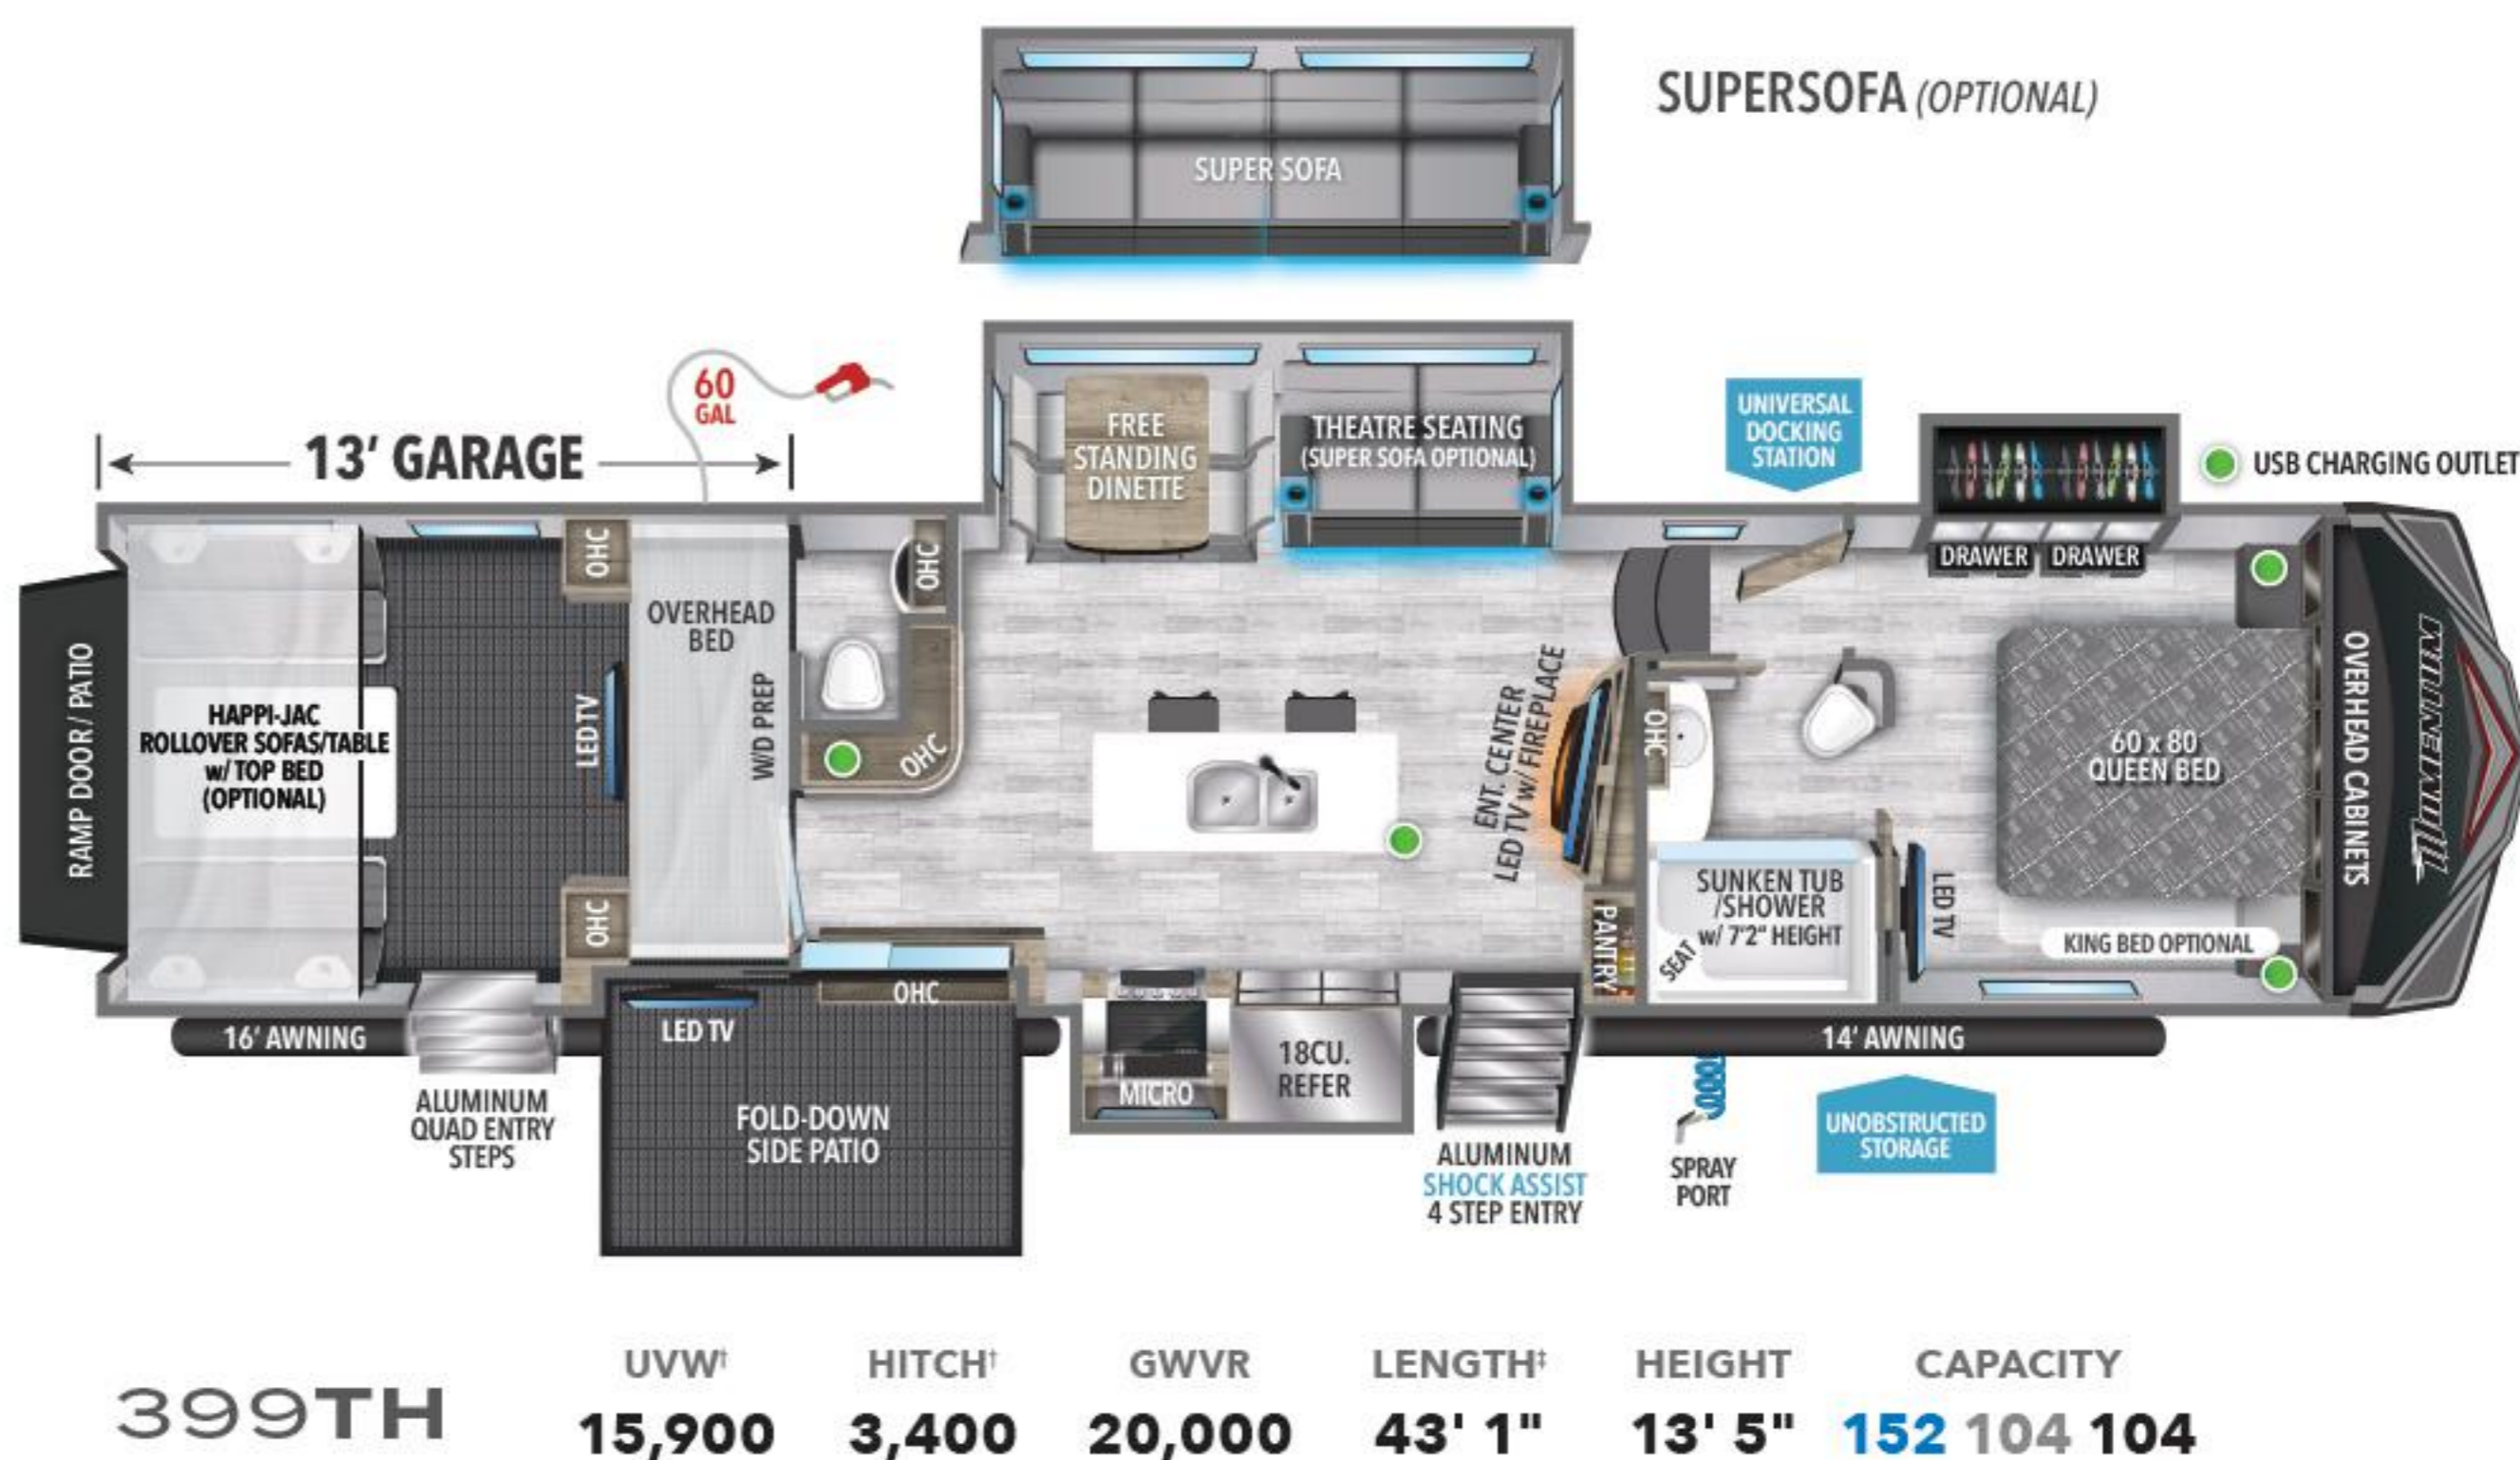 SUPERSOFA (OPTIONAL)
SUPER SOFA
60
GAL
13' GARAGE
FREE
STANDING
DINETTE
THEATRE SEATING
(SUPER SOFA OPTIONAL)
UNIVERSAL
DOCKING
STATION
USB CHARGING OUTLET
OHC
OHC
DRAWER
DRAWER
OVERHEAD
BED
RAMP DOOR / PATIO
HAPPI-JAC
ROLLOVER SOFAS/TABLE
w/ TOP BED
(OPTIONAL)
LED TV
W/D PREP
OHC
ENT. CENTER
LED TV w/ FIREPLACE
OHC
60 x 80
QUEEN BED
OVERHEAD CABINETS
MOMENTUM
OHC
PANTRY
SUNKEN TUB
/SHOWER
w/ 7'2" HEIGHT
SEAT
LED TV
KING BED OPTIONAL
OHC
LED TV
16' AWNING
14' AWNING
ALUMINUM
QUAD ENTRY
STEPS
FOLD-DOWN
SIDE PATIO
MICRO
18CU.
REFER
ALUMINUM
SHOCK ASSIST
4 STEP ENTRY
SPRAY
PORT
UNOBSTRUCTED
STORAGE
399TH
UVW† HITCH† GWVR LENGTH‡ HEIGHT CAPACITY
15,900 3,400 20,000 43' 1" 13' 5" 152 104 104